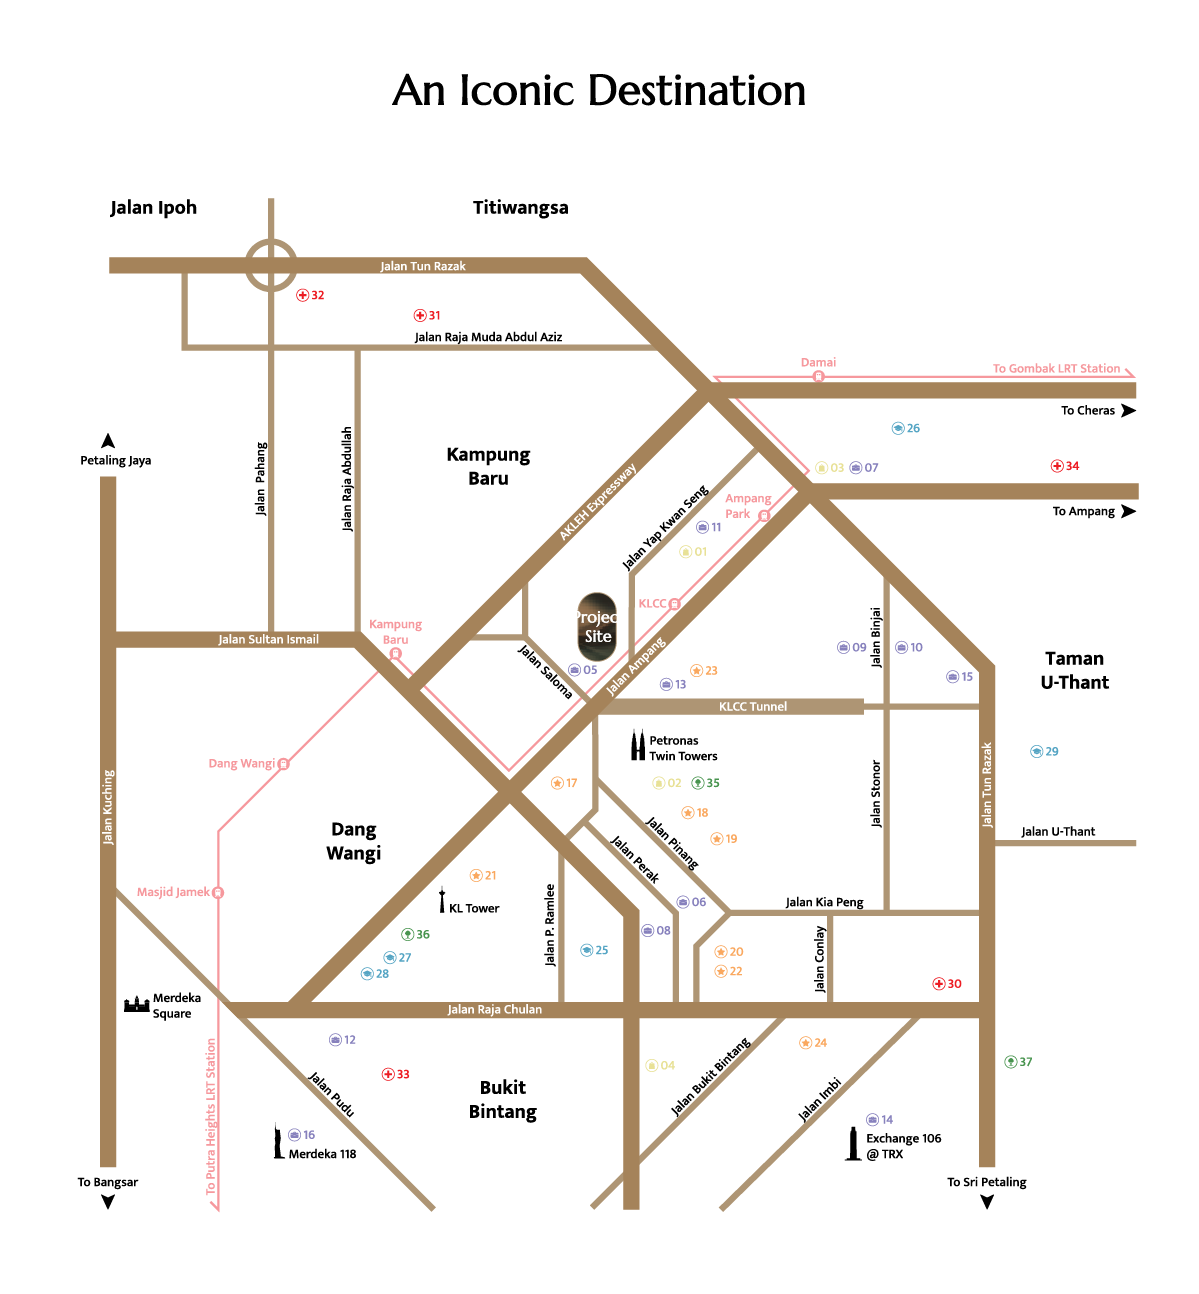 An Iconic Destination
Jalan Ipoh
Titiwangsa
Jalan Tun Razak
32
31
Jalan Raja Muda Abdul Aziz
Damai
To Gombak LRT Station
To Cheras
26
Jalan Pahang
Jalan Raja Abdullah
Kampung
Baru
Petaling Jaya
03
07
34
AKLEH Expressway
Jalan Yap Kwan Seng
Ampang
Park
To Ampang
11
01
KLCC
Projec
Site
Kampung
Baru
Jalan Sultan Ismail
Jalan Saloma
05
Jalan Ampang
23
13
Jalan Binjai
09
10
15
Taman
U-Thant
KLCC Tunnel
Petronas
Twin Towers
29
Dang Wangi
17
02
35
18
19
Jalan Kuching
Jalan Stonor
Jalan Tun Razak
Jalan U-Thant
Dang
Wangi
Jalan Pinang
Jalan Perak
21
KL Tower
Masjid Jamek
06
Jalan Kia Peng
Jalan P. Ramlee
08
36
27
28
25
20
22
Jalan Conlay
30
Merdeka
Square
Jalan Raja Chulan
12
33
To Putra Heights LRT Station
Jalan Pudu
Bukit
Bintang
04
Jalan Bukit Bintang
24
Jalan Imbi
37
16
Merdeka 118
14
Exchange 106
@ TRX
To Bangsar
To Sri Petaling